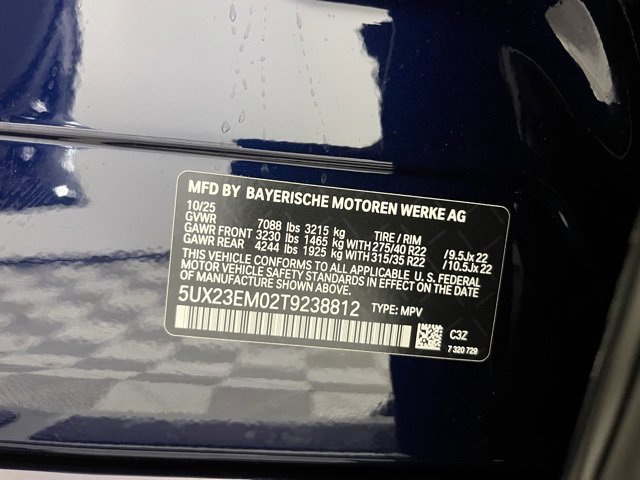 MFD BY BAYERISCHE MOTOREN WERKE AG
10/25
GVWR 7088 lbs 3215 kg TIRE / RIM
GAWR FRONT 3230 lbs 1465 kg WITH 275/40 R22 / 9.5Jx 22
GAWR REAR 4244 lbs 1925 kg WITH 315/35 R22 / 10.5Jx 22
THIS VEHICLE CONFORMS TO ALL APPLICABLE U. S. FEDERAL
MOTOR VEHICLE SAFETY STANDARDS IN EFFECT ON THE DATE
OF MANUFACTURE SHOWN ABOVE.
5UX23EM02T9238812 TYPE: MPV
C3Z
7 320 729